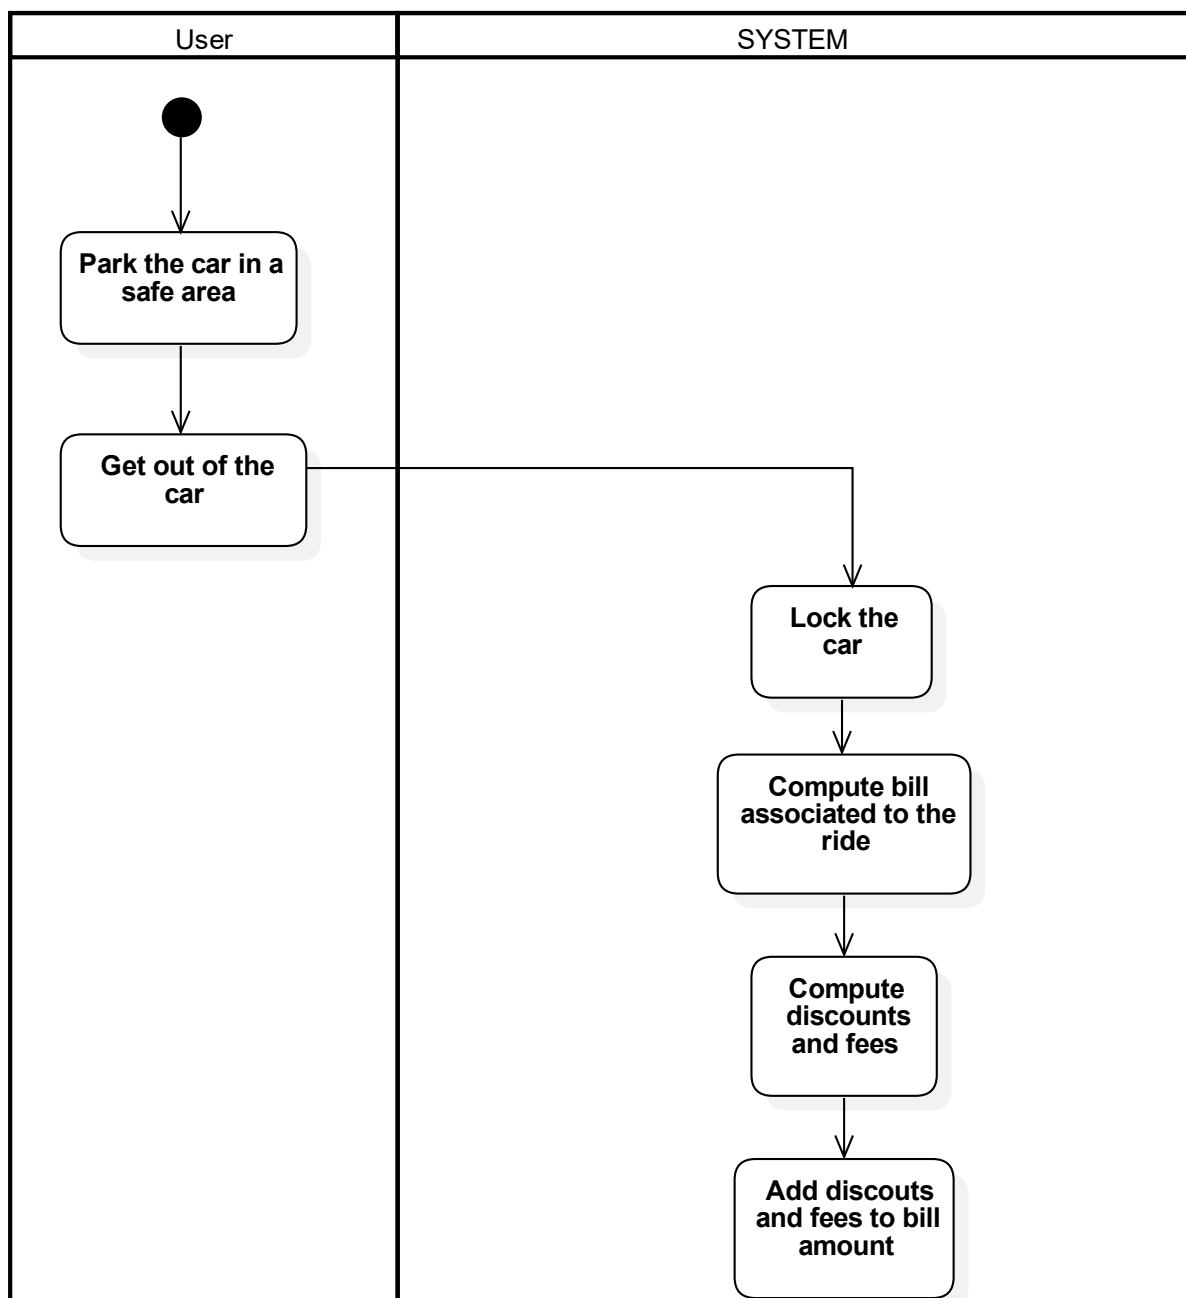 User
SYSTEM
Park the car in a
safe area
Get out of the
car
Lock the
car
Compute bill
associated to the
ride
Compute
discounts
and fees
Add discouts
and fees to bill
amount